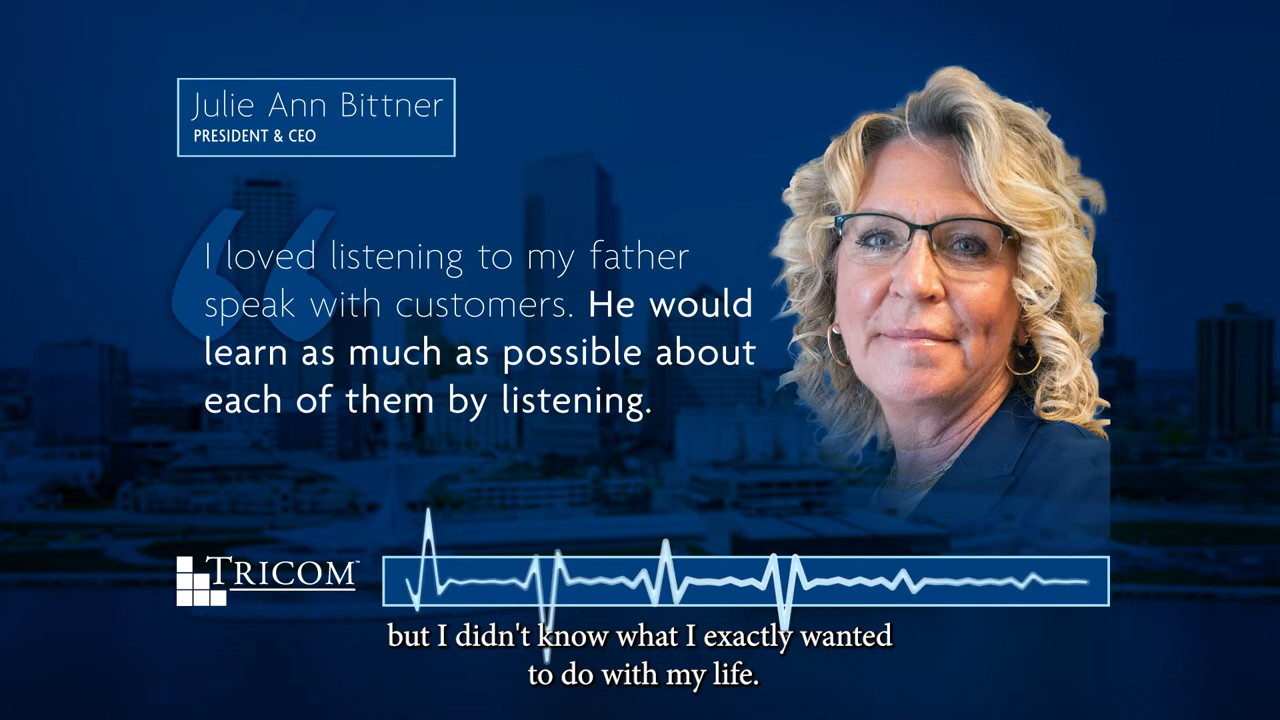 Julie Ann Bittner
PRESIDENT & CEO
I loved listening to my father
speak with customers. He would
learn as much as possible about
each of them by listening.
TRICOM™
but I didn't know what I exactly wanted
to do with my life.